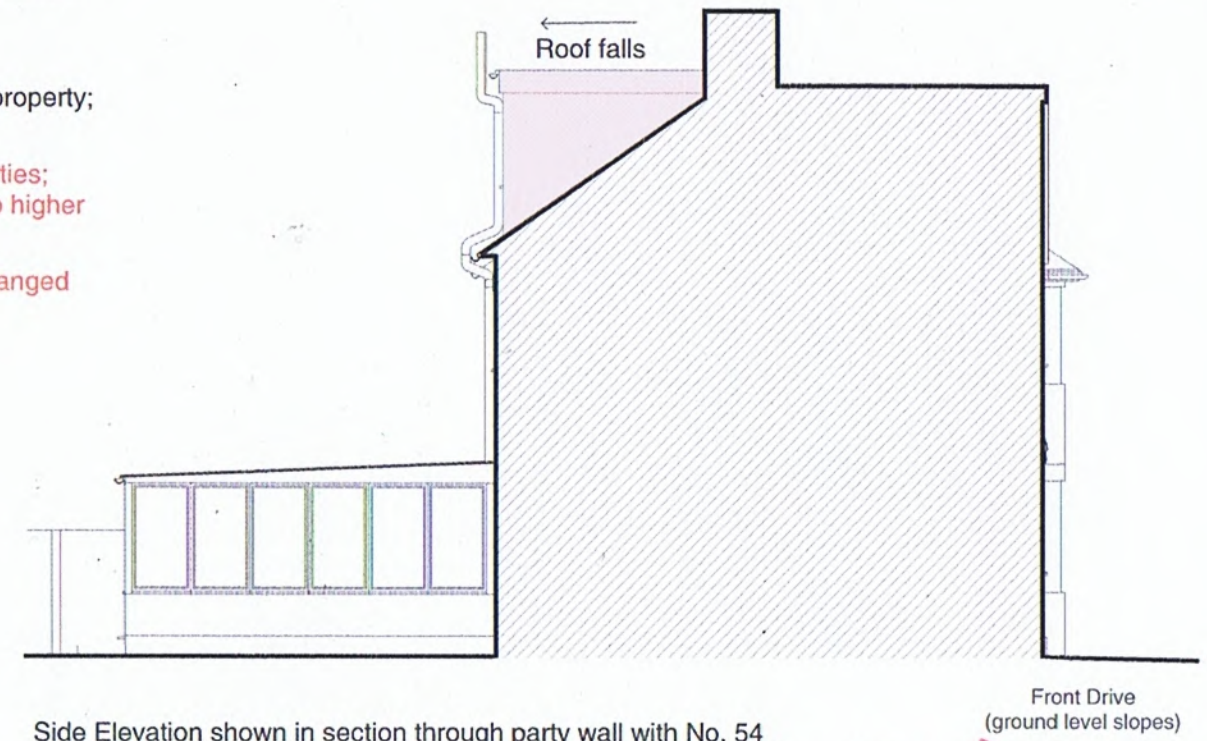 Roof falls
property;
ties;
higher
anged
Front Drive
(ground level slopes)
Side Elevation shown in section through party wall with No. 54